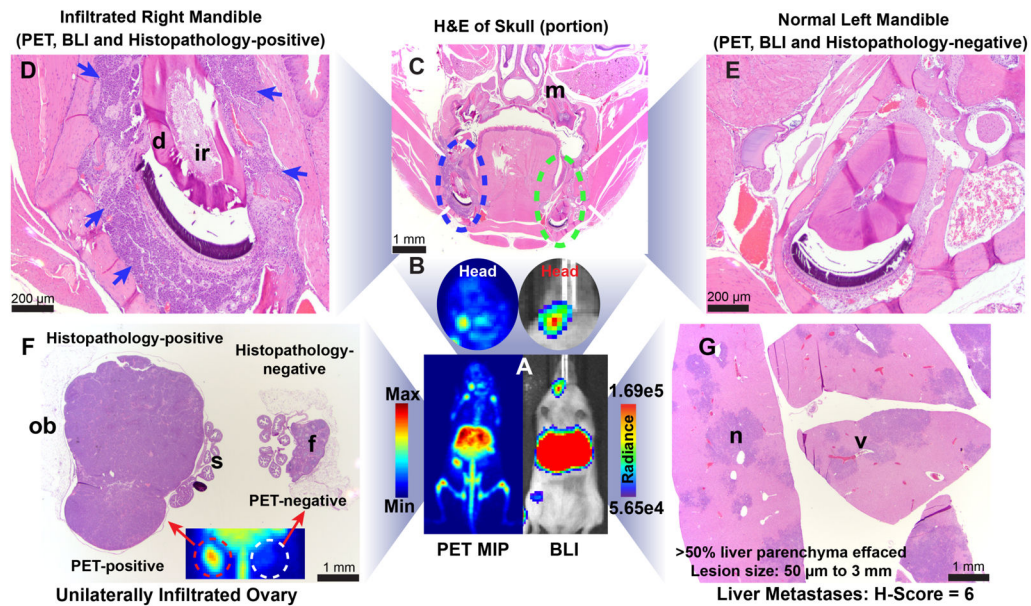 Infiltrated Right Mandible
(PET, BLI and Histopathology-positive)
H&E of Skull (portion)
Normal Left Mandible
(PET, BLI and Histopathology-negative)
D
d
ir
200 µm
C
m
1 mm
E
200 µm
B
Head
Head
F
Histopathology-positive
Histopathology-
negative
ob
s
f
PET-negative
PET-positive
1 mm
Unilaterally Infiltrated Ovary
A
Max
Min
1.69e5
Radiance
5.65e4
PET MIP
BLI
G
n
v
>50% liver parenchyma effaced
Lesion size: 50 µm to 3 mm
1 mm
Liver Metastases: H-Score = 6